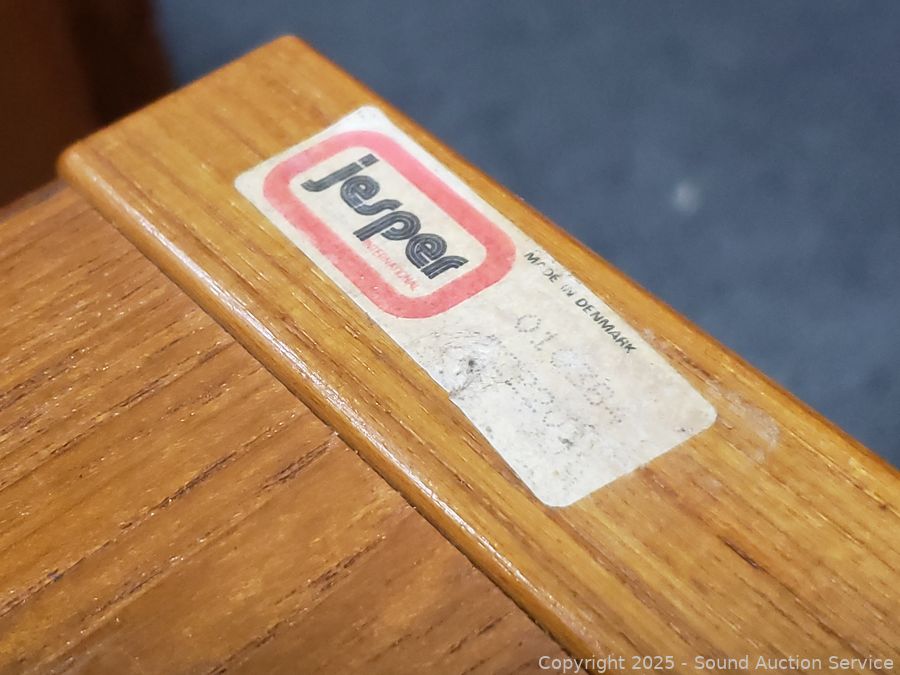 jesper
INTERNATIONAL
MADE IN DENMARK
Copyright 2025 - Sound Auction Service